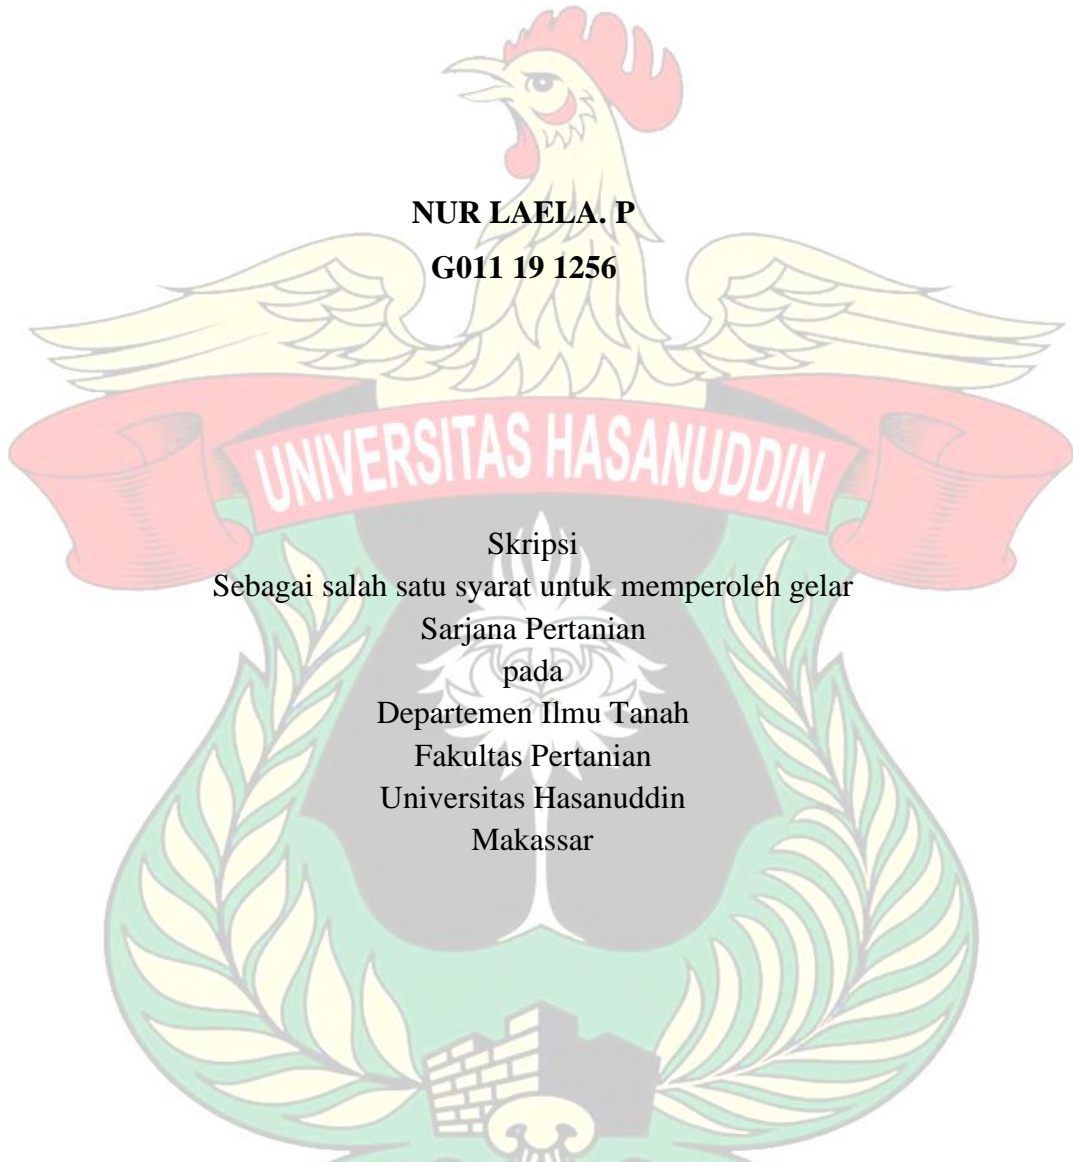 NUR LAELA. P
G011 19 1256
UNIVERSITAS HASANUDDIN
Skripsi
Sebagai salah satu syarat untuk memperoleh gelar
Sarjana Pertanian
pada
Departemen Ilmu Tanah
Fakultas Pertanian
Universitas Hasanuddin
Makassar